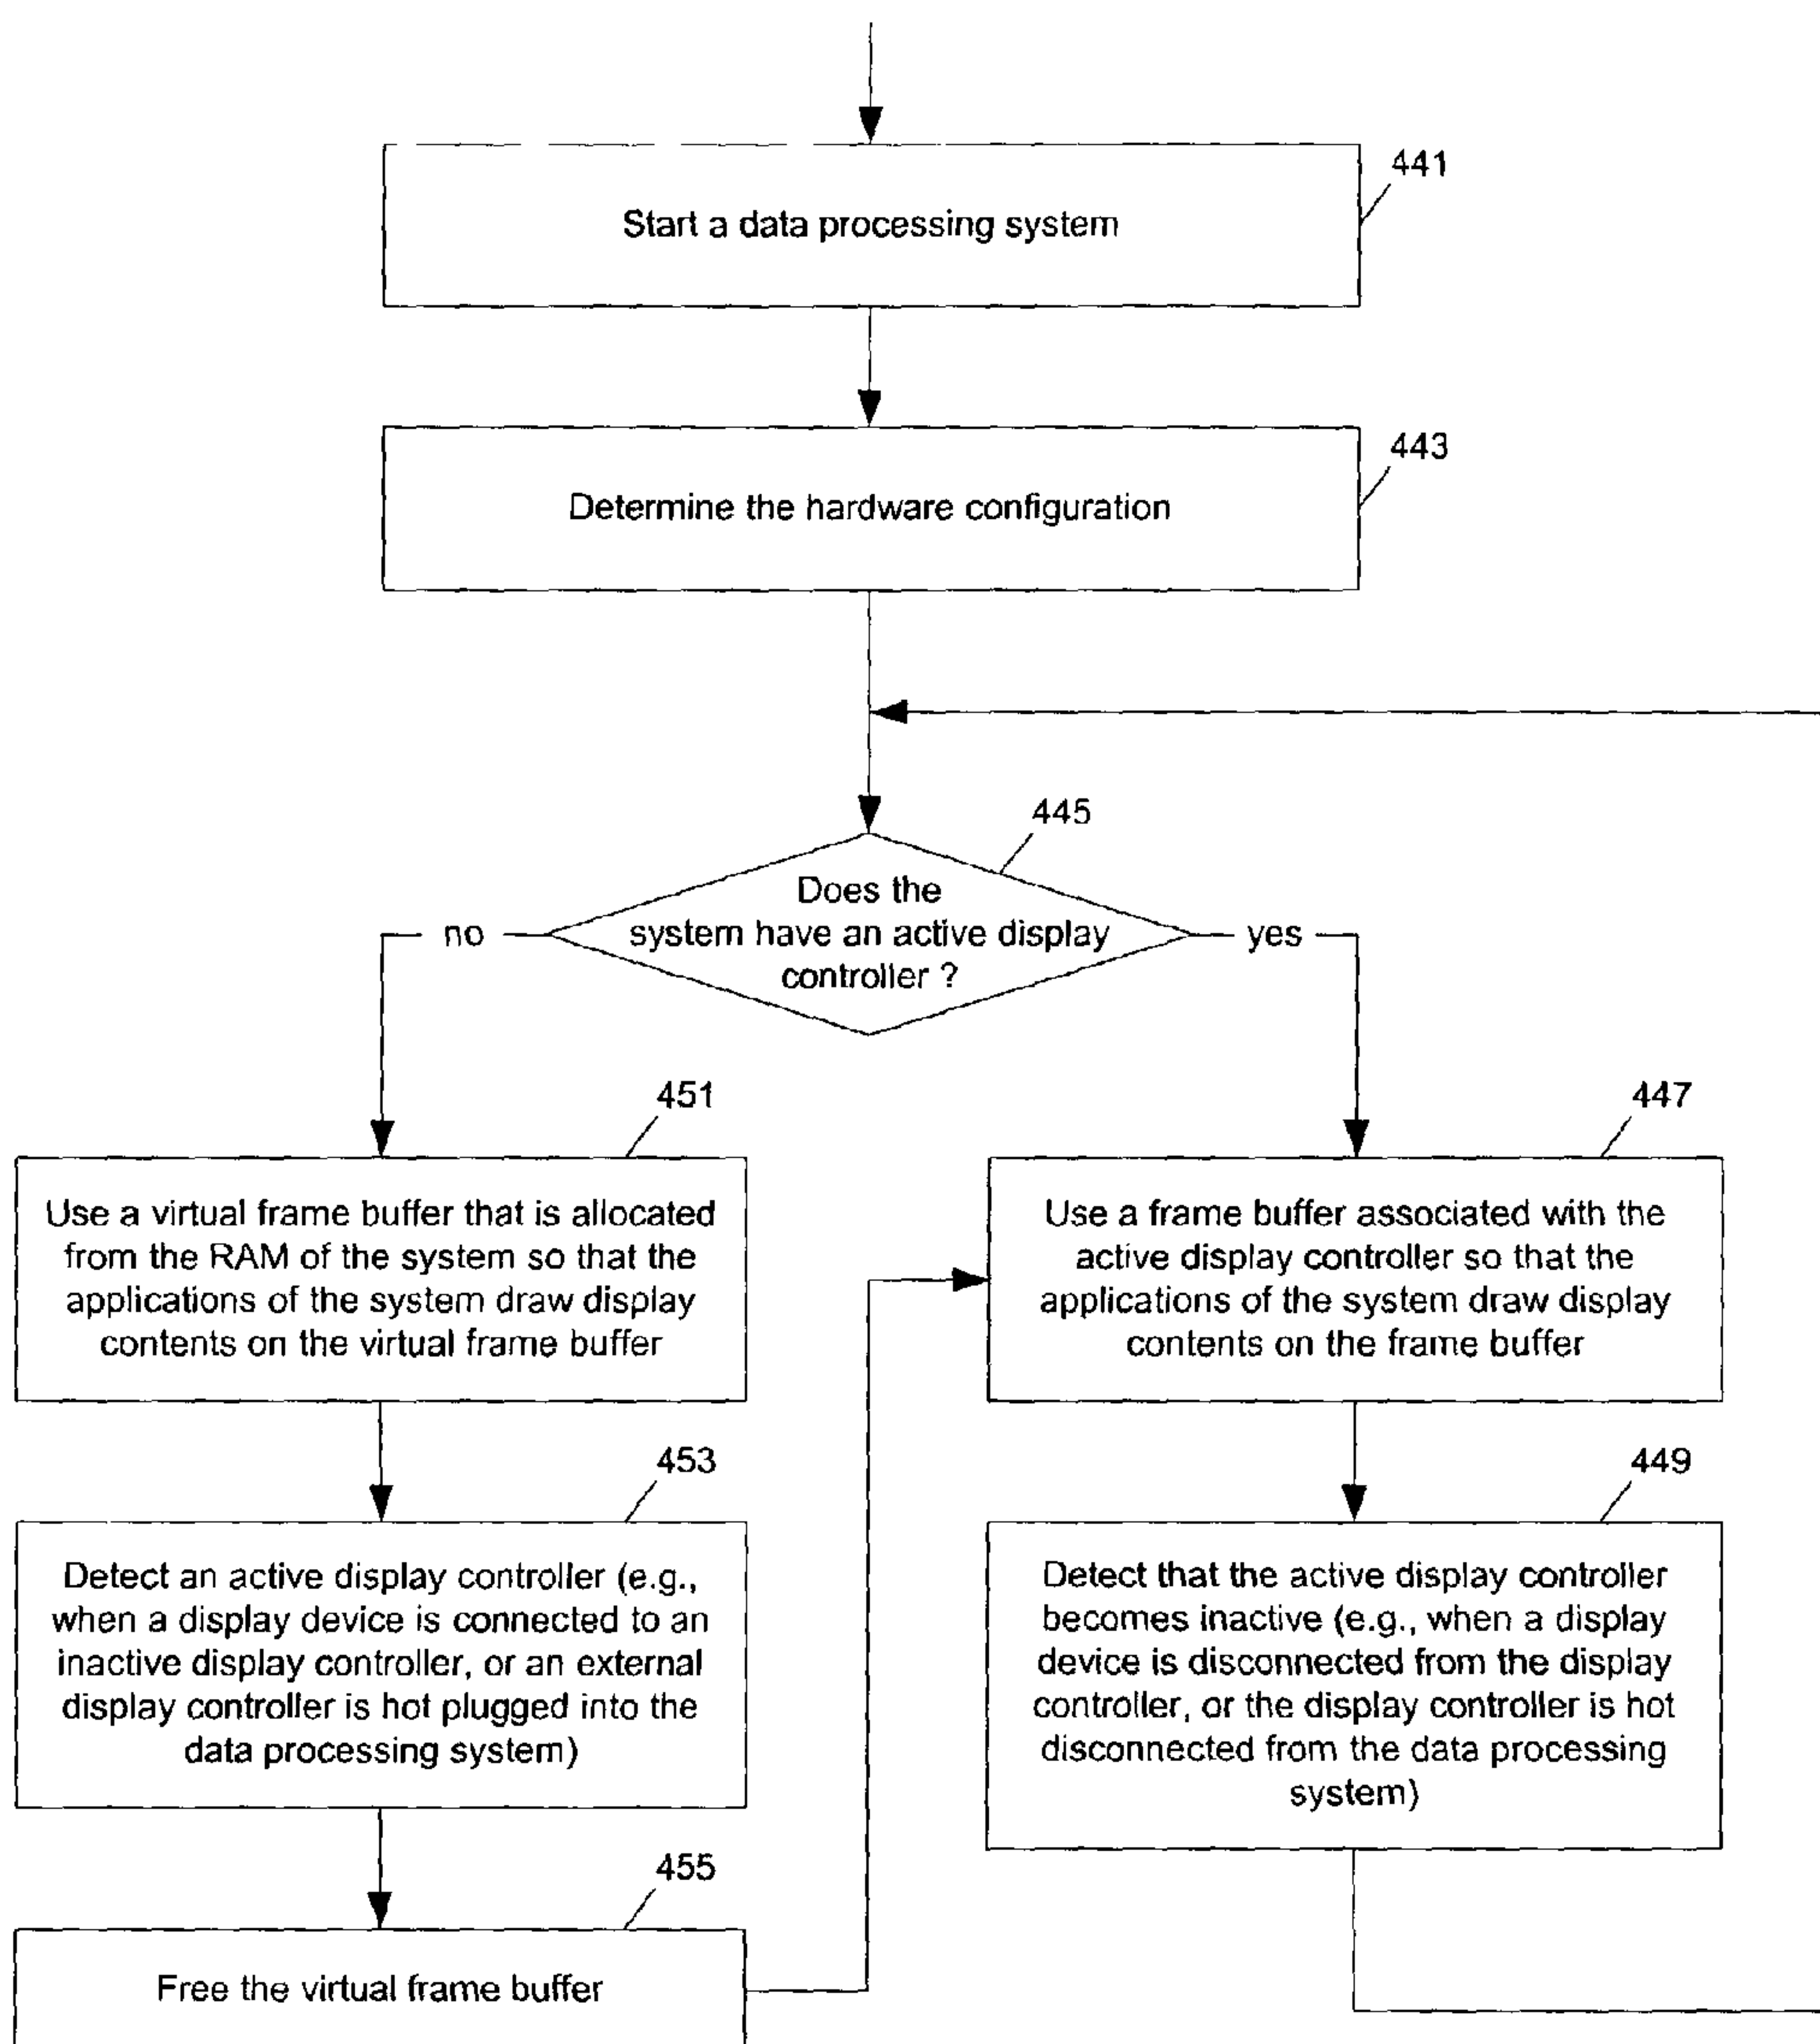 441
Start a data processing system
443
Determine the hardware configuration
445
Does the
system have an active display
controller ?
no
yes
451
Use a virtual frame buffer that is allocated
from the RAM of the system so that the
applications of the system draw display
contents on the virtual frame buffer
447
Use a frame buffer associated with the
active display controller so that the
applications of the system draw display
contents on the frame buffer
453
Detect an active display controller (e.g.,
when a display device is connected to an
inactive display controller, or an external
display controller is hot plugged into the
data processing system)
449
Detect that the active display controller
becomes inactive (e.g., when a display
device is disconnected from the display
controller, or the display controller is hot
disconnected from the data processing
system)
455
Free the virtual frame buffer